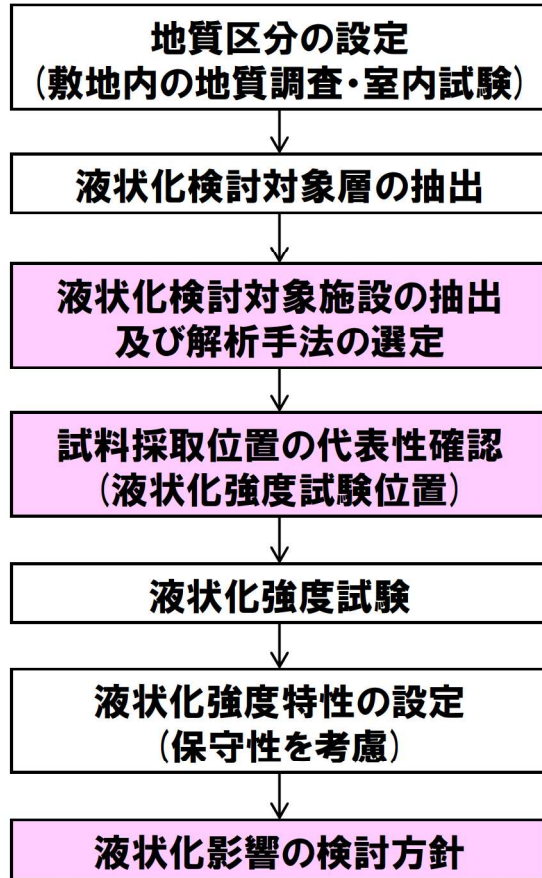 地質区分の設定
(敷地内の地質調査・室内試験)
液状化検討対象層の抽出
液状化検討対象施設の抽出
及び解析手法の選定
試料採取位置の代表性確認
(液状化強度試験位置)
液状化強度試験
液状化強度特性の設定
(保守性を考慮)
液状化影響の検討方針